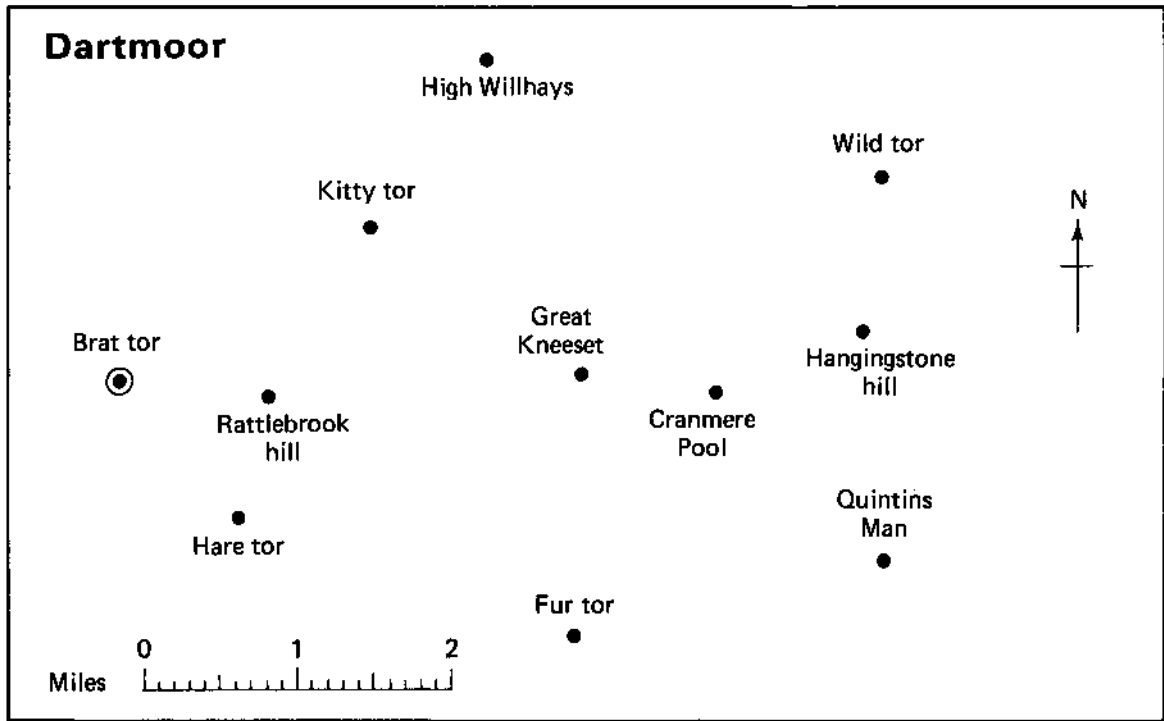 Dartmoor
High Willhays
Wild tor
Kitty tor
N
Great
Kneeset
Brat tor
Hangingstone
hill
Rattlebrook
hill
Cranmere
Pool
Quintins
Man
Hare tor
Fur tor
0 1 2
Miles